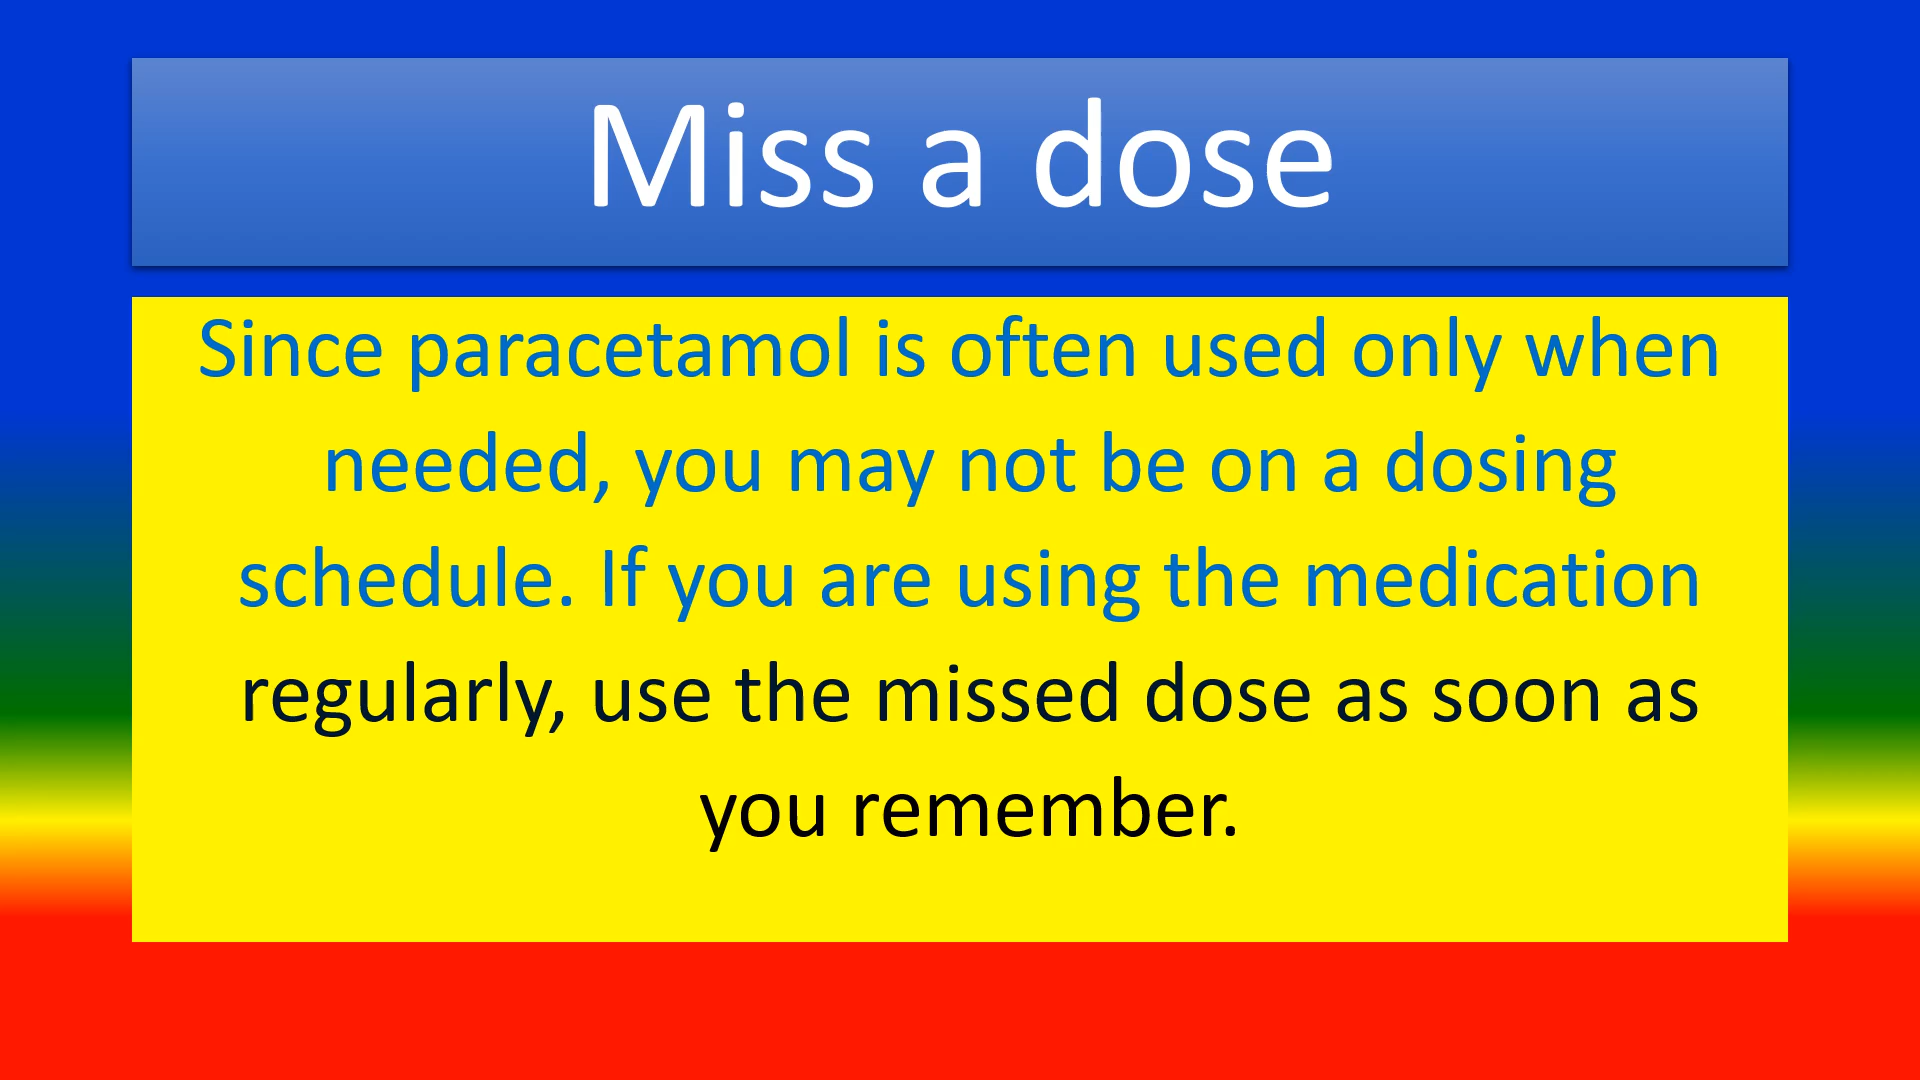 Miss a dose
Since paracetamol is often used only when
needed, you may not be on a dosing
schedule. If you are using the medication
regularly, use the missed dose as soon as
you remember.